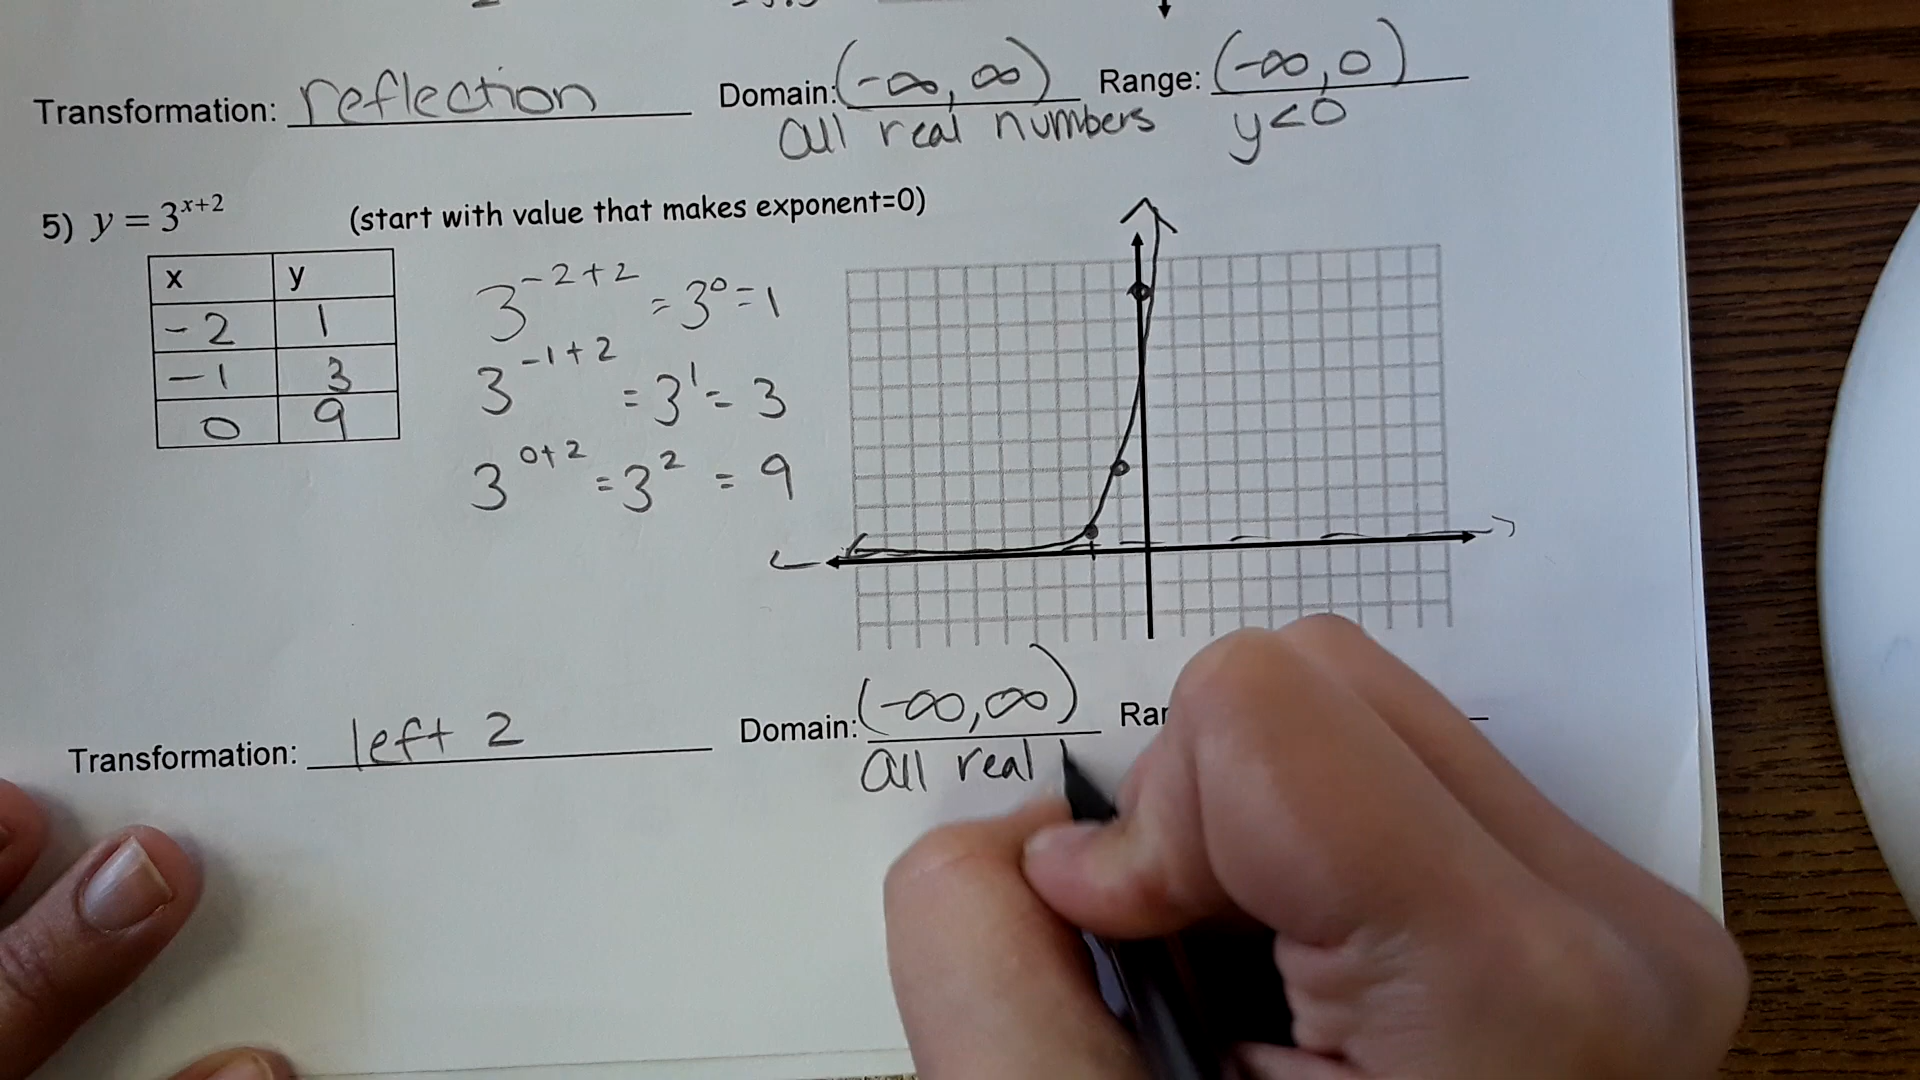 Transformation: reflection Domain: (-∞, ∞) Range: (-∞, 0)
all real numbers y<0
5) y = 3^{x+2} (start with value that makes exponent=0)
x y
-2 1
-1 3
0 9
3^{-2+2} = 3^0 = 1
3^{-1+2} = 3^1 = 3
3^{0+2} = 3^2 = 9
Transformation: left 2 Domain: (-∞, ∞) Ran
all real